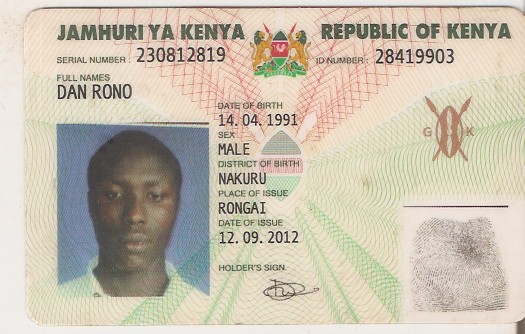 JAMHURI YA KENYA REPUBLIC OF KENYA
SERIAL NUMBER : 230812819 ID NUMBER : 28419903
FULL NAMES
DAN RONO
DATE OF BIRTH
14. 04. 1991
SEX
MALE
DISTRICT OF BIRTH
NAKURU
PLACE OF ISSUE
RONGAI
DATE OF ISSUE
12. 09. 2012
HOLDER'S SIGN.
G K